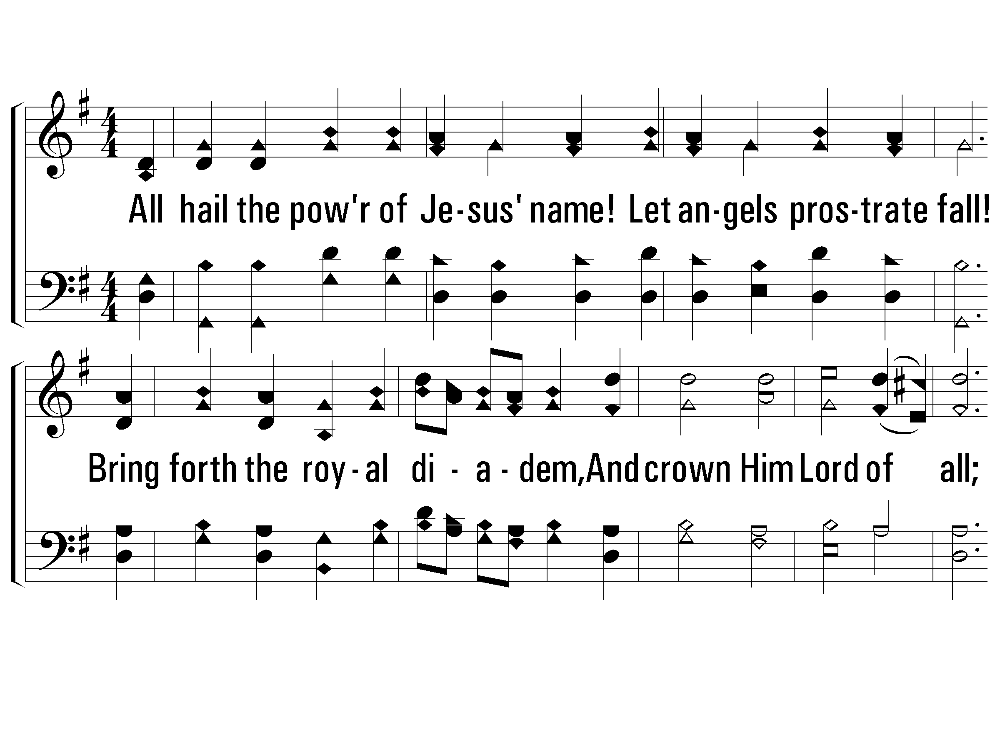 All hail the pow'r of Je-sus' name! Let an-gels pros-trate fall!
Bring forth the roy-al di - a - dem, And crown Him Lord of all;